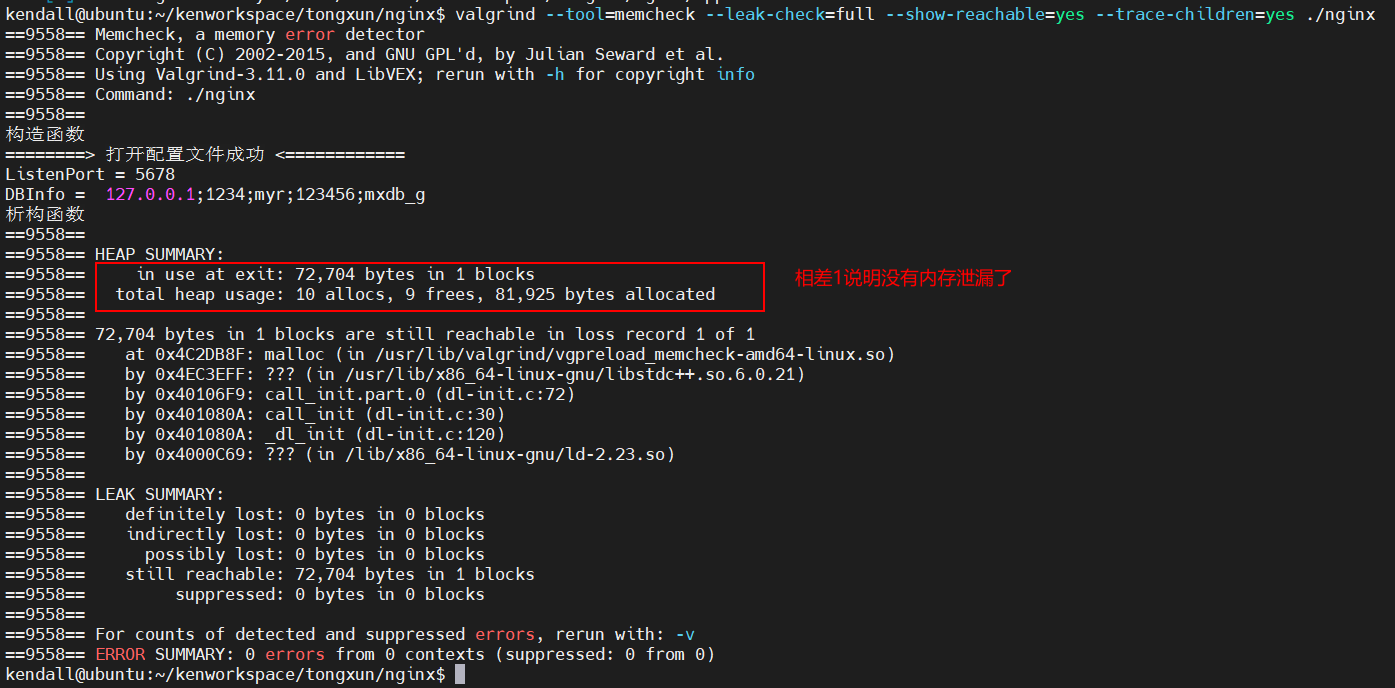 kendall@ubuntu:~/kenworkspace/tongxun/nginx$ valgrind --tool=memcheck --leak-check=full --show-reachable=yes --trace-children=yes ./nginx
==9558== Memcheck, a memory error detector
==9558== Copyright (C) 2002-2015, and GNU GPL'd, by Julian Seward et al.
==9558== Using Valgrind-3.11.0 and LibVEX; rerun with -h for copyright info
==9558== Command: ./nginx
==9558==
构造函数
========> 打开配置文件成功 <============
ListenPort = 5678
DBInfo =  127.0.0.1;1234;myr;123456;mxdb_g
析构函数
==9558==
==9558== HEAP SUMMARY:
==9558==     in use at exit: 72,704 bytes in 1 blocks
相差1说明没有内存泄漏了
==9558==   total heap usage: 10 allocs, 9 frees, 81,925 bytes allocated
==9558==
==9558== 72,704 bytes in 1 blocks are still reachable in loss record 1 of 1
==9558==    at 0x4C2DB8F: malloc (in /usr/lib/valgrind/vgpreload_memcheck-amd64-linux.so)
==9558==    by 0x4EC3EFF: ??? (in /usr/lib/x86_64-linux-gnu/libstdc++.so.6.0.21)
==9558==    by 0x40106F9: call_init.part.0 (dl-init.c:72)
==9558==    by 0x401080A: call_init (dl-init.c:30)
==9558==    by 0x401080A: _dl_init (dl-init.c:120)
==9558==    by 0x4000C69: ??? (in /lib/x86_64-linux-gnu/ld-2.23.so)
==9558==
==9558== LEAK SUMMARY:
==9558==    definitely lost: 0 bytes in 0 blocks
==9558==    indirectly lost: 0 bytes in 0 blocks
==9558==      possibly lost: 0 bytes in 0 blocks
==9558==    still reachable: 72,704 bytes in 1 blocks
==9558==         suppressed: 0 bytes in 0 blocks
==9558==
==9558== For counts of detected and suppressed errors, rerun with: -v
==9558== ERROR SUMMARY: 0 errors from 0 contexts (suppressed: 0 from 0)
kendall@ubuntu:~/kenworkspace/tongxun/nginx$